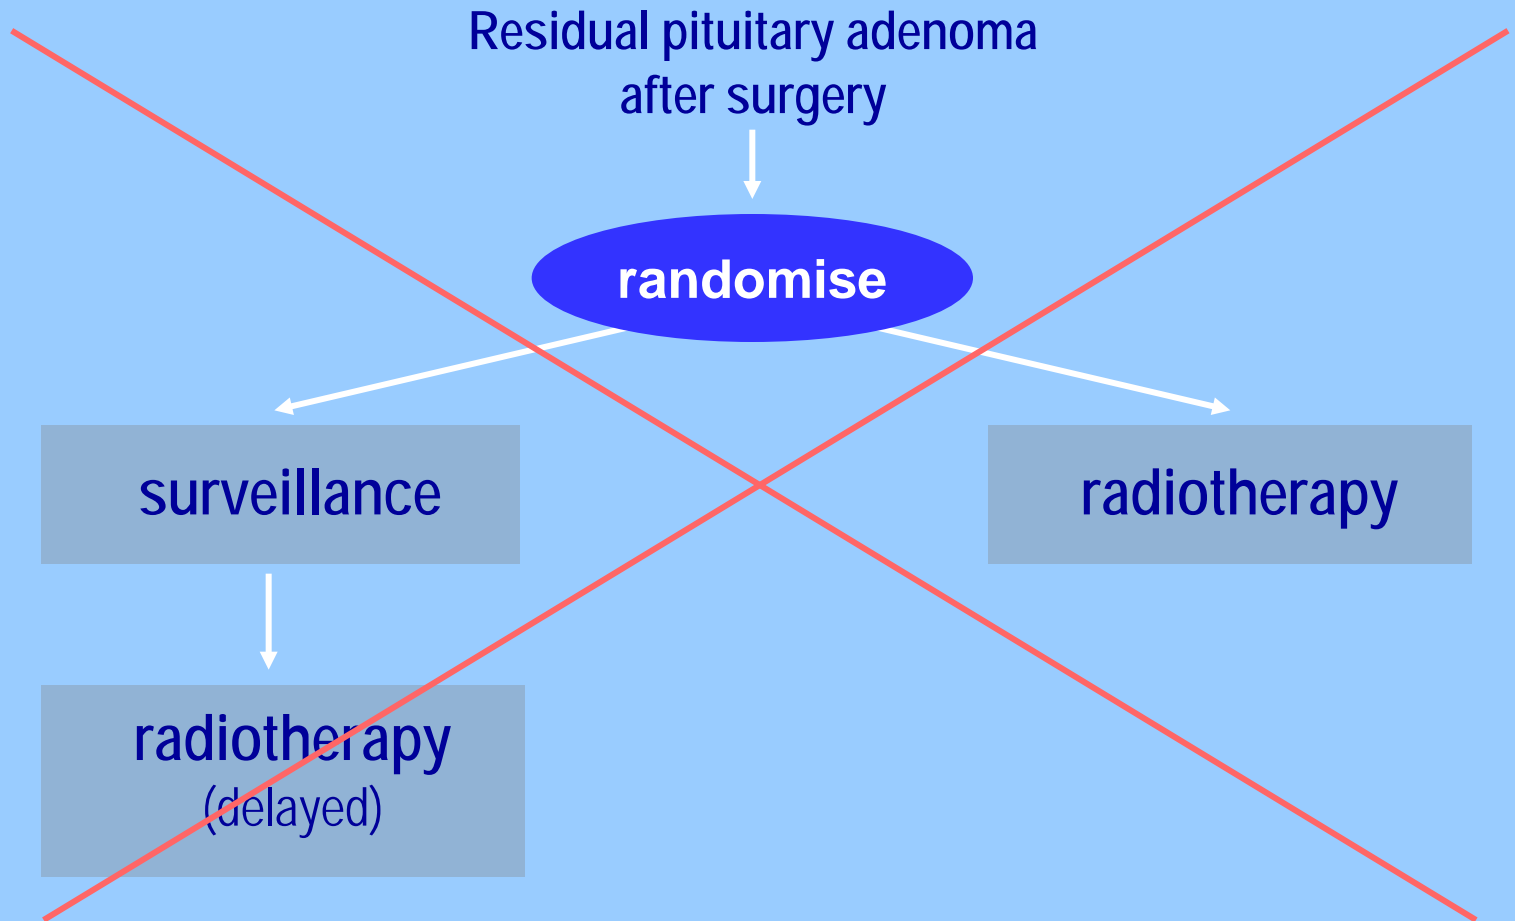 Residual pituitary adenoma
after surgery
randomise
surveillance
radiotherapy
radiotherapy
(delayed)